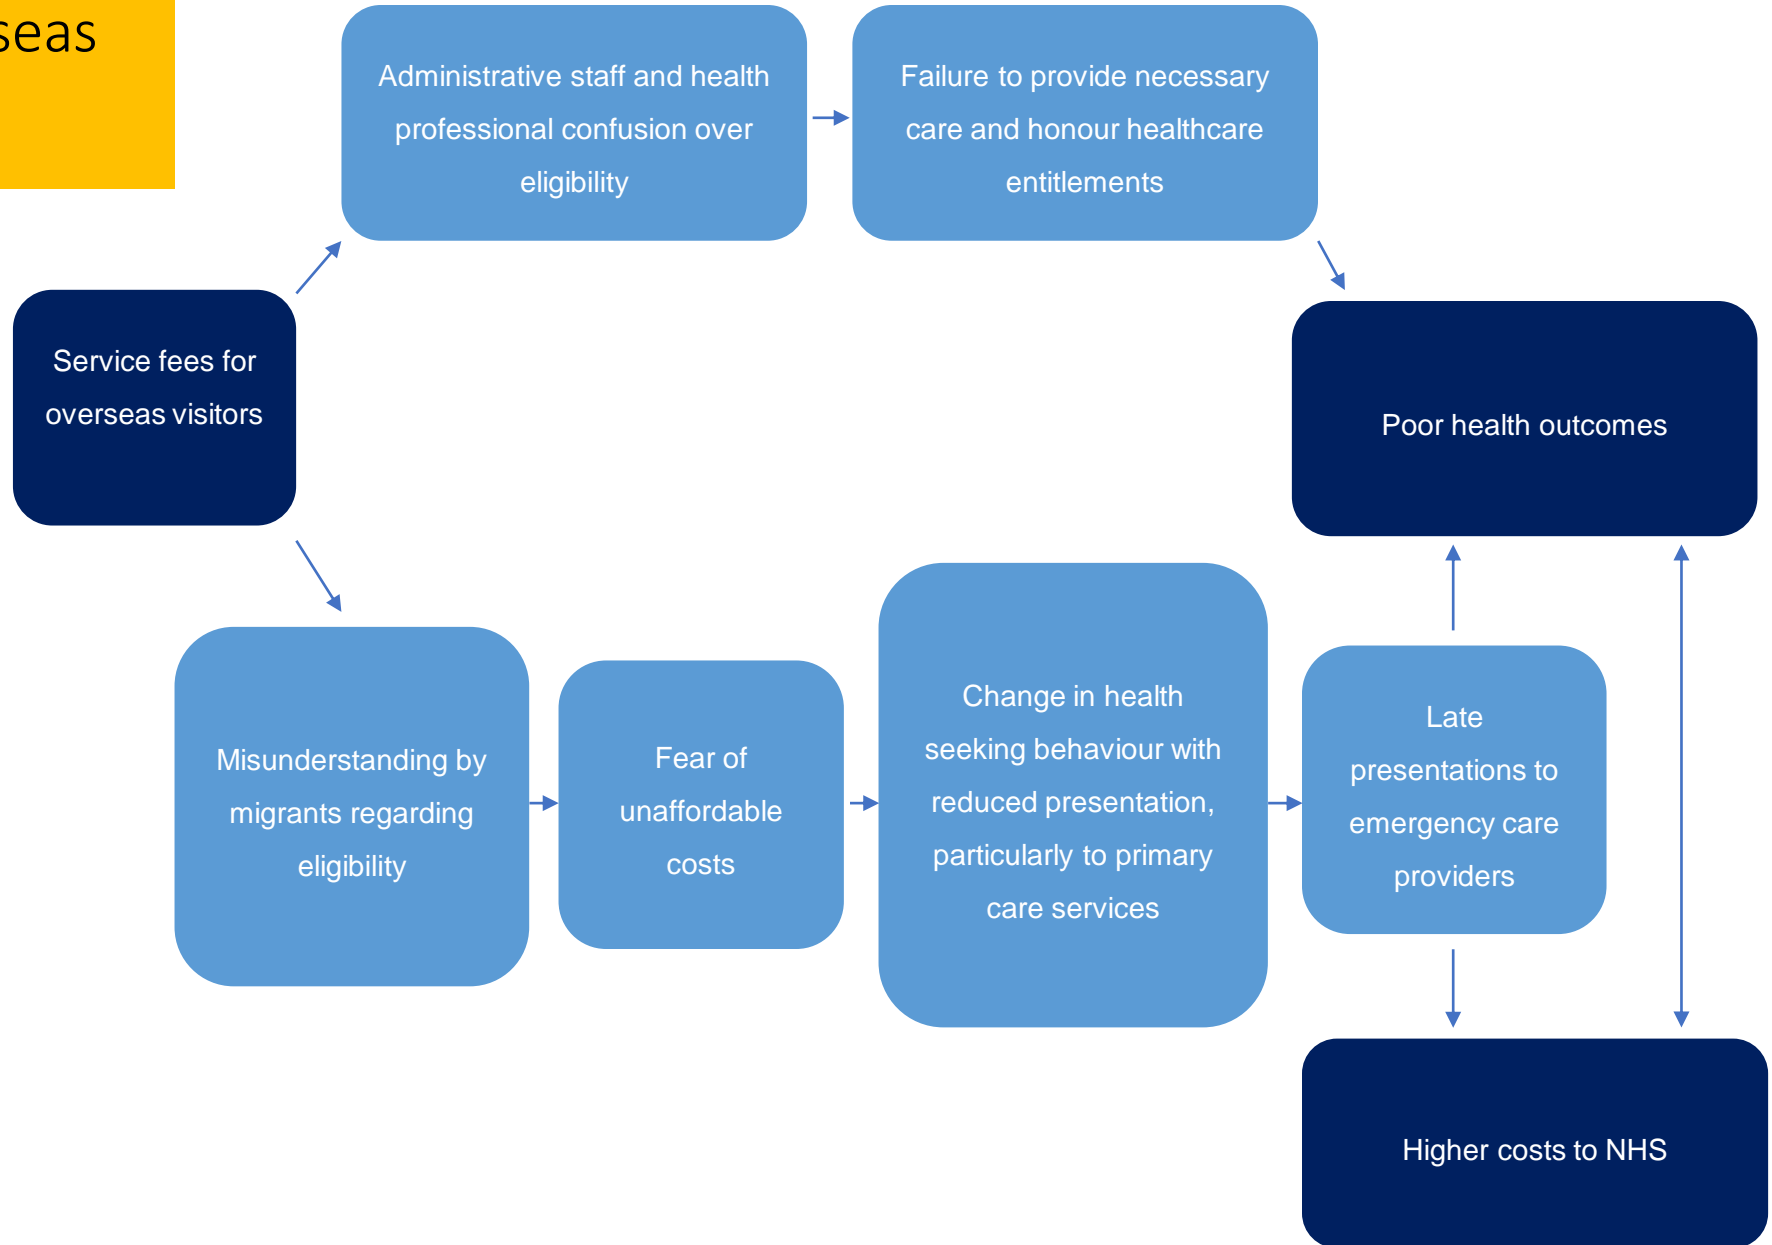 Administrative staff and health
professional confusion over
eligibility
Failure to provide necessary
care and honour healthcare
entitlements
Service fees for
overseas visitors
Poor health outcomes
Misunderstanding by
migrants regarding
eligibility
Fear of
unaffordable
costs
Change in health
seeking behaviour with
reduced presentation,
particularly to primary
care services
Late
presentations to
emergency care
providers
Higher costs to NHS